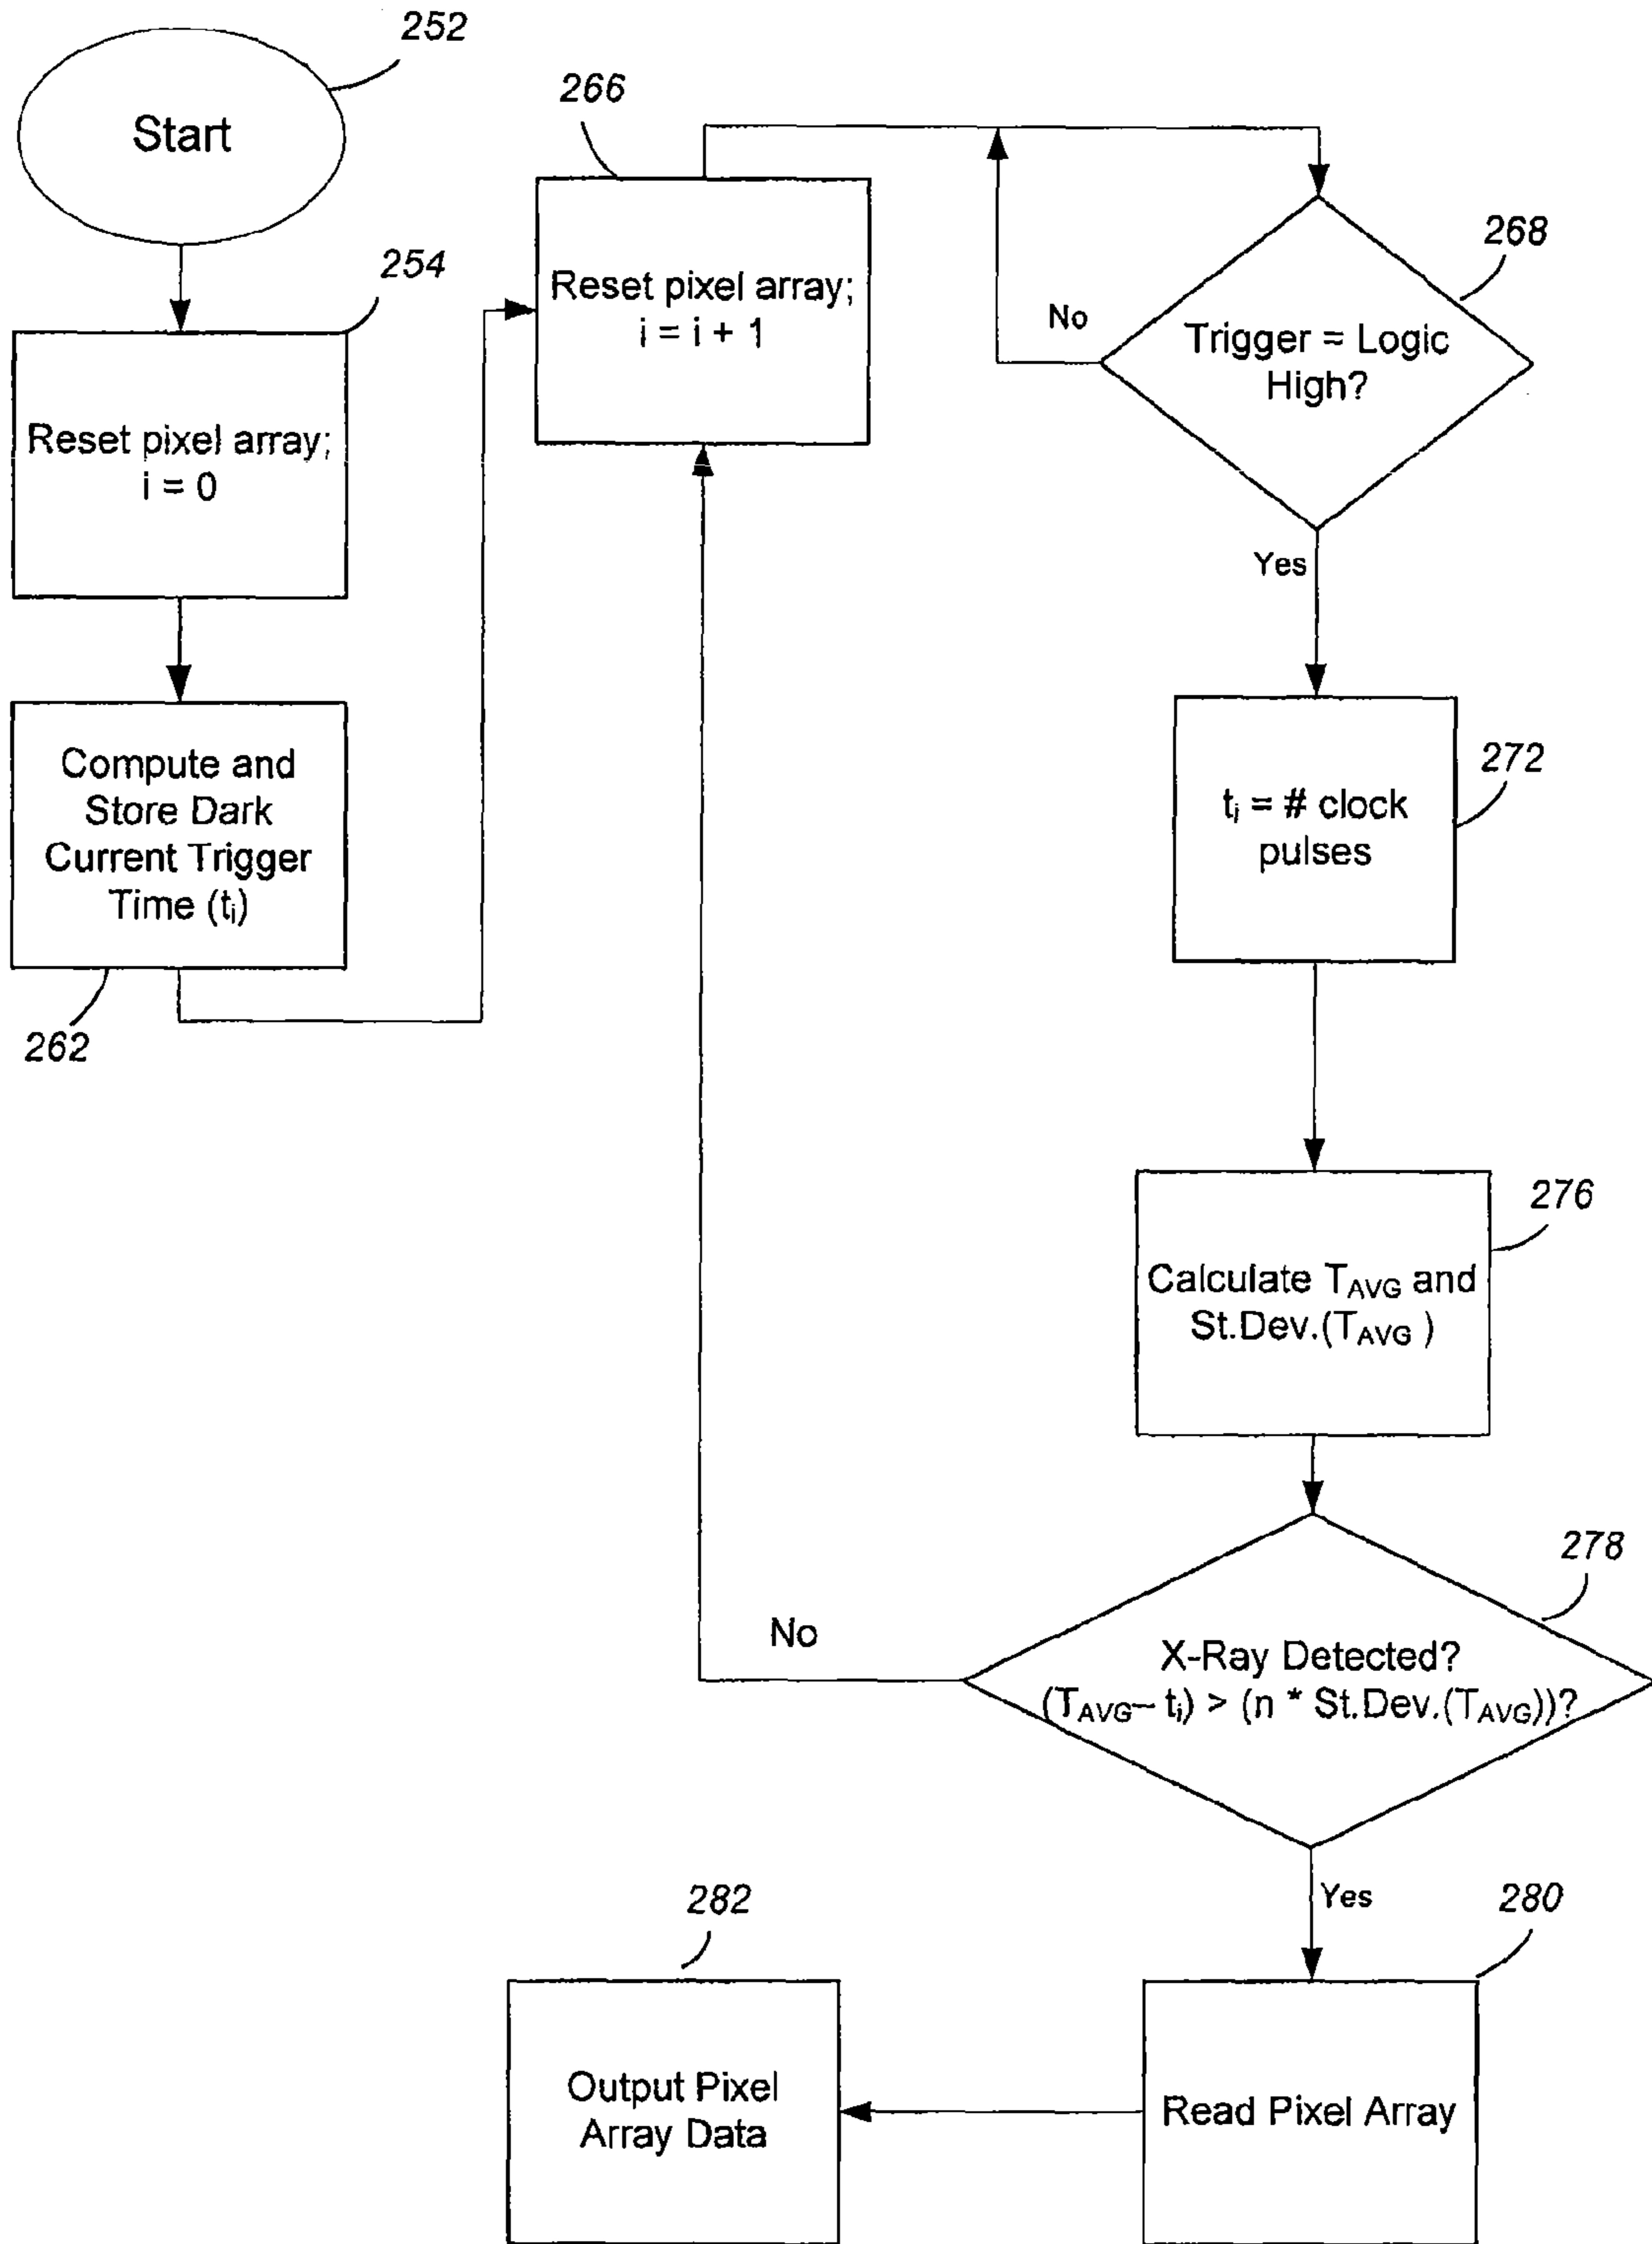 252
Start
254
Reset pixel array;
i = 0
Compute and
Store Dark
Current Trigger
Time (tᵢ)
262
266
Reset pixel array;
i = i + 1
268
No
Trigger = Logic
High?
Yes
272
tᵢ = # clock
pulses
276
Calculate T_AVG and
St.Dev.(T_AVG )
278
No
X-Ray Detected?
(T_AVG– tᵢ) > (n * St.Dev.(T_AVG))?
Yes
280
Read Pixel Array
282
Output Pixel
Array Data